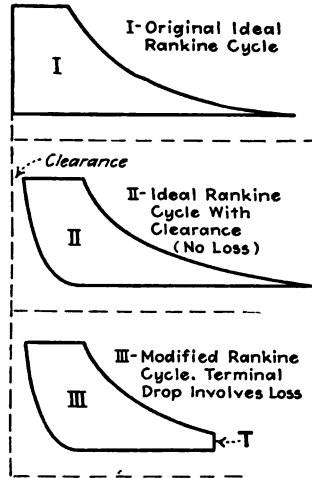 I-Original Ideal
Rankine Cycle
I
Clearance
II-Ideal Rankine
Cycle With
Clearance
(No Loss)
II
III-Modified Rankine
Cycle. Terminal
Drop Involves Loss
III
T